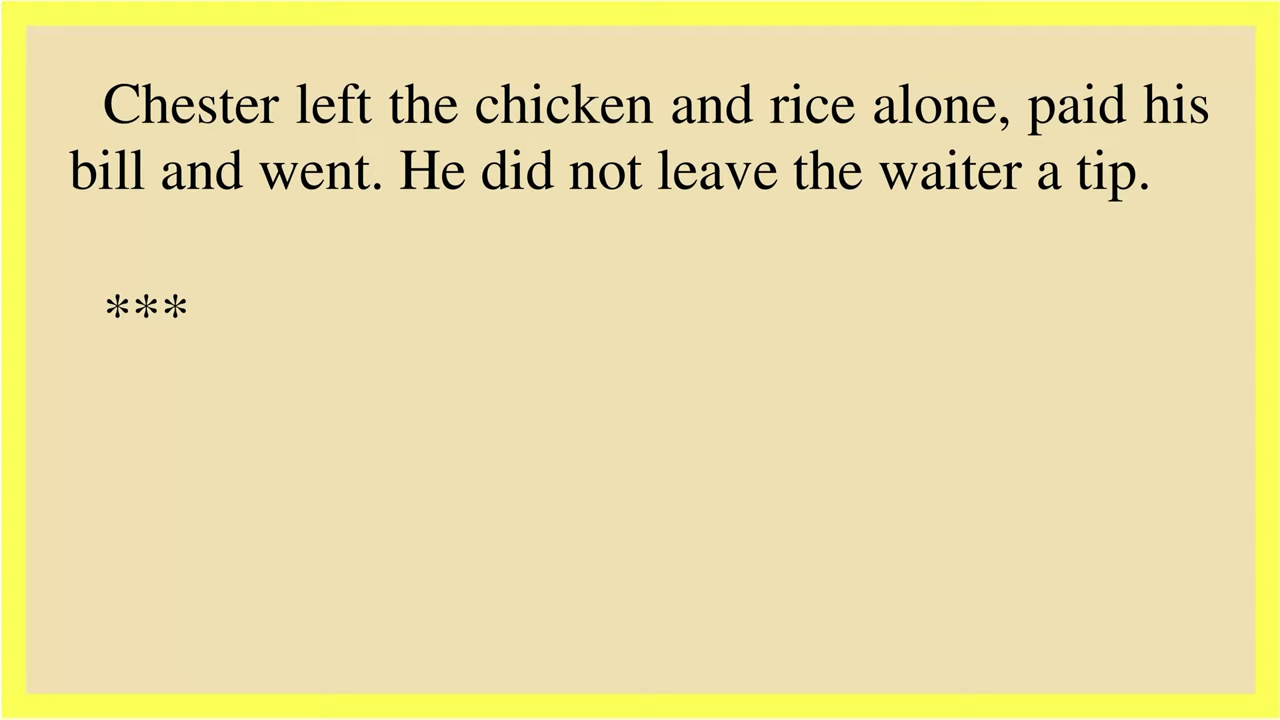 Chester left the chicken and rice alone, paid his
bill and went. He did not leave the waiter a tip.
***